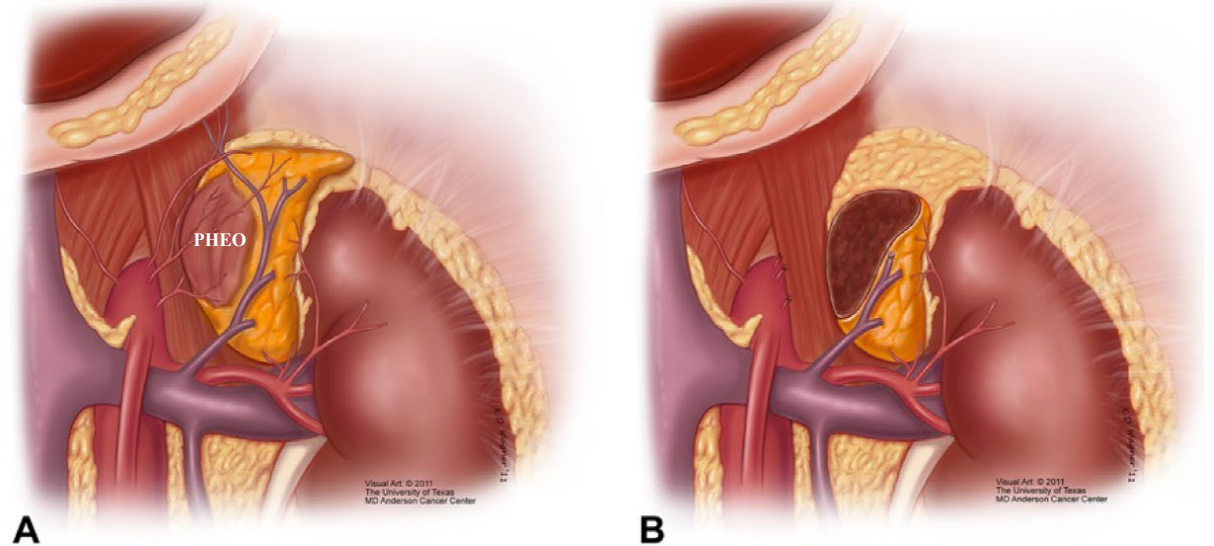 PHEO
Visual Art: © 2011
The University of Texas
MD Anderson Cancer Center
A
Visual Art: © 2011
The University of Texas
MD Anderson Cancer Center
B